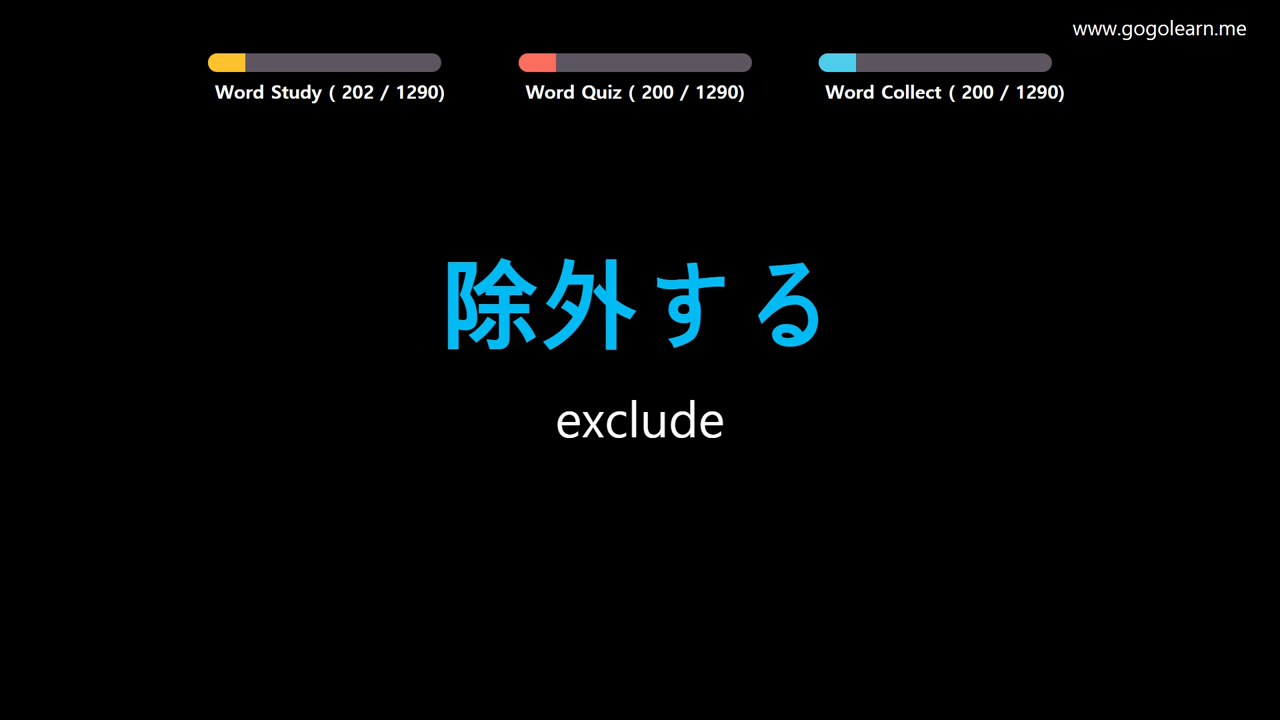 www.gogolearn.me
Word Study ( 202 / 1290)
Word Quiz ( 200 / 1290)
Word Collect ( 200 / 1290)
除外する
exclude